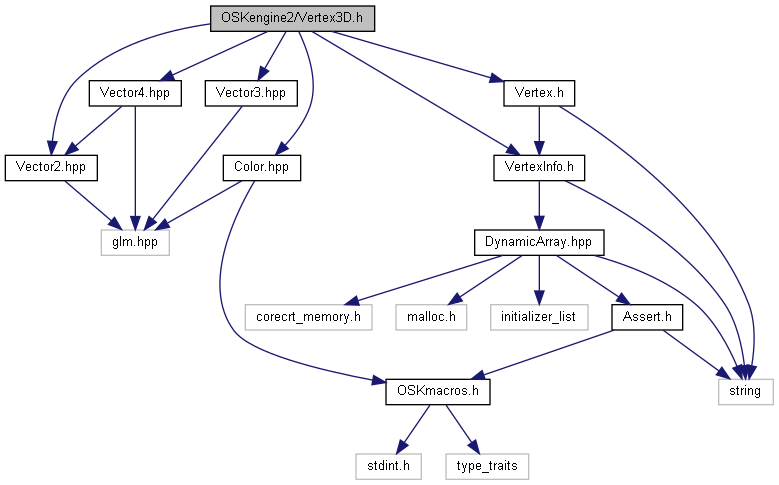 OSKengine2/Vertex3D.h
Vector4.hpp
Vector3.hpp
Vertex.h
Vector2.hpp
Color.hpp
VertexInfo.h
glm.hpp
DynamicArray.hpp
corecrt_memory.h
malloc.h
initializer_list
Assert.h
OSKmacros.h
string
stdint.h
type_traits